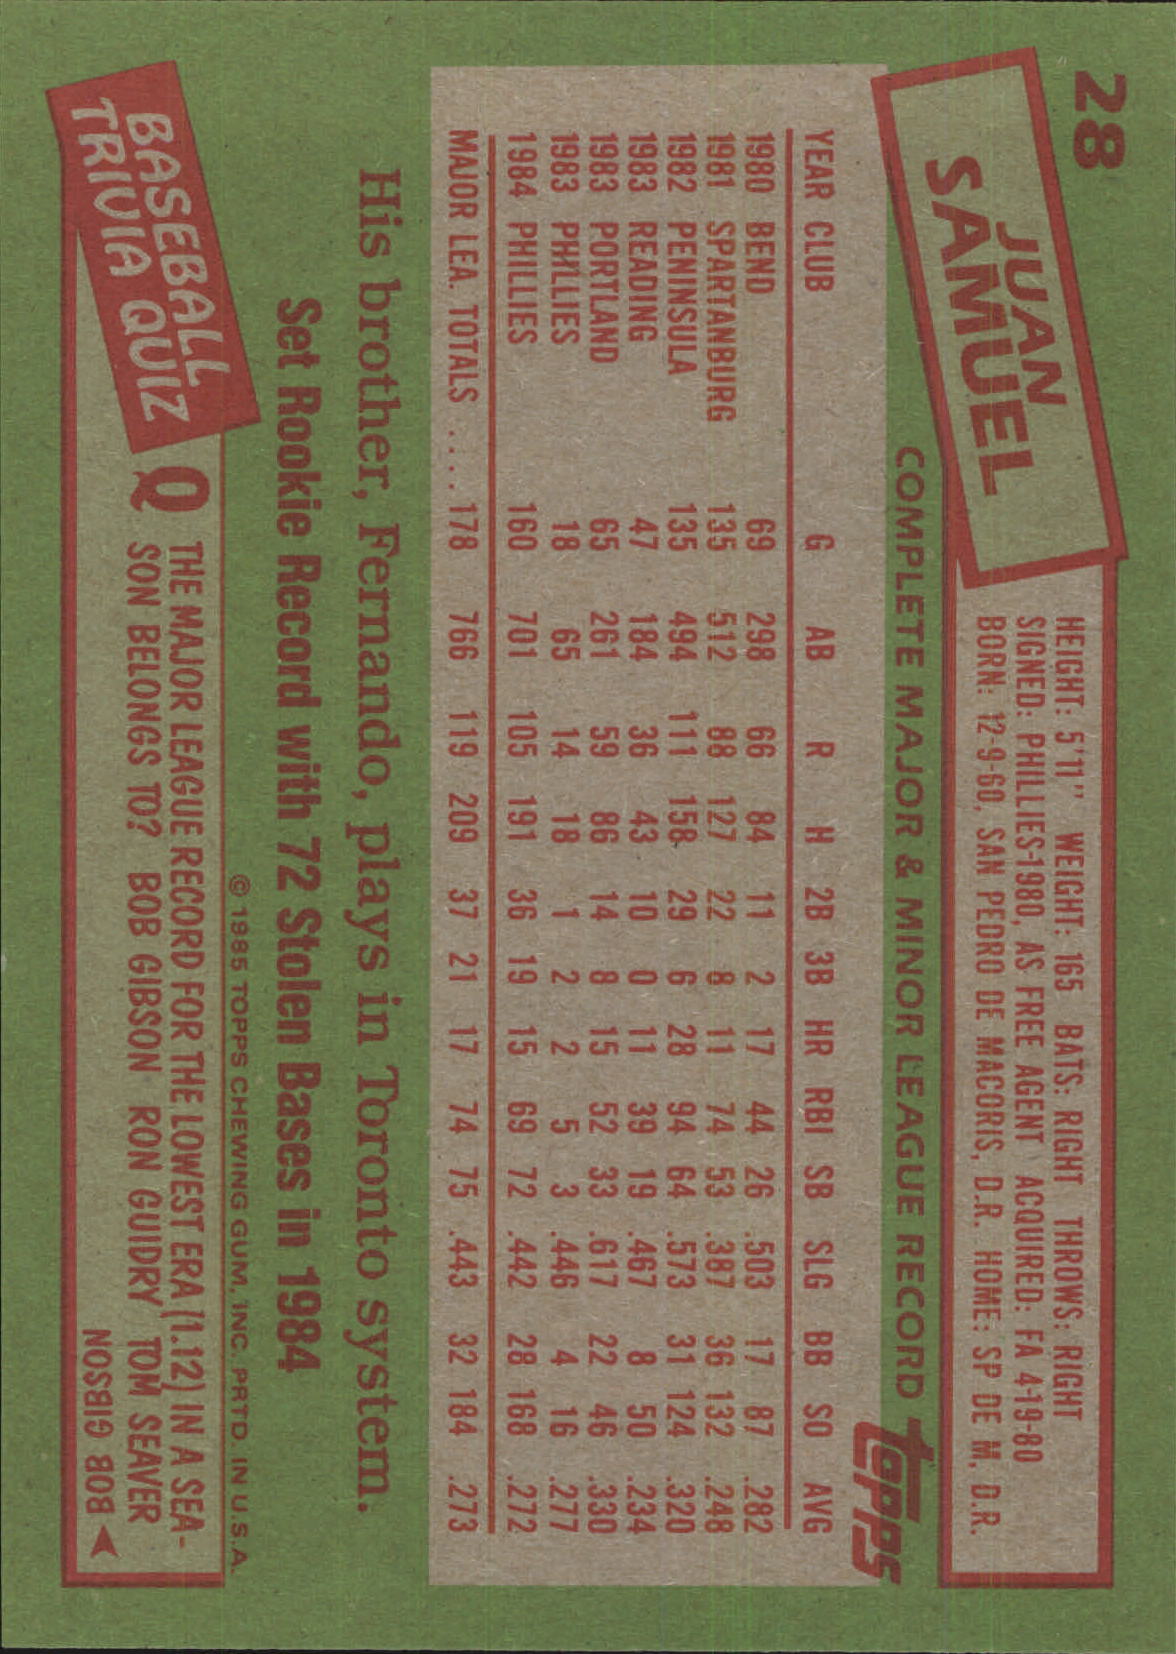 28
JUAN
SAMUEL
HEIGHT: 5'11" WEIGHT: 165 BATS: RIGHT THROWS: RIGHT
SIGNED: PHILLIES-1980, AS FREE AGENT ACQUIRED: FA 4-19-80
BORN: 12-9-60, SAN PEDRO DE MACORIS, D.R. HOME: SP DE M, D.R.
COMPLETE MAJOR & MINOR LEAGUE RECORD topps
YEAR CLUB G AB R H 2B 3B HR RBI SB SLG BB SO AVG
1980 BEND 69 298 66 84 11 2 17 44 26 .503 17 87 .282
1981 SPARTANBURG 135 512 88 127 22 8 11 74 53 .387 36 132 .248
1982 PENINSULA 135 494 111 158 29 6 28 94 64 .573 31 124 .320
1983 READING 47 184 36 43 10 0 11 39 19 .467 8 50 .234
1983 PORTLAND 65 261 59 86 14 8 15 52 33 .617 22 46 .330
1983 PHILLIES 18 65 14 18 1 2 2 5 3 .446 4 16 .277
1984 PHILLIES 160 701 105 191 36 19 15 69 72 .442 28 168 .272
MAJOR LEA. TOTALS .... 178 766 119 209 37 21 17 74 75 .443 32 184 .273
His brother, Fernando, plays in Toronto system.
Set Rookie Record with 72 Stolen Bases in 1984
© 1985 TOPPS CHEWING GUM, INC. PRTD. IN U.S.A.
BASEBALL
TRIVIA QUIZ
Q THE MAJOR LEAGUE RECORD FOR THE LOWEST ERA (1.12) IN A SEA-
SON BELONGS TO? BOB GIBSON RON GUIDRY TOM SEAVER
BOB GIBSON